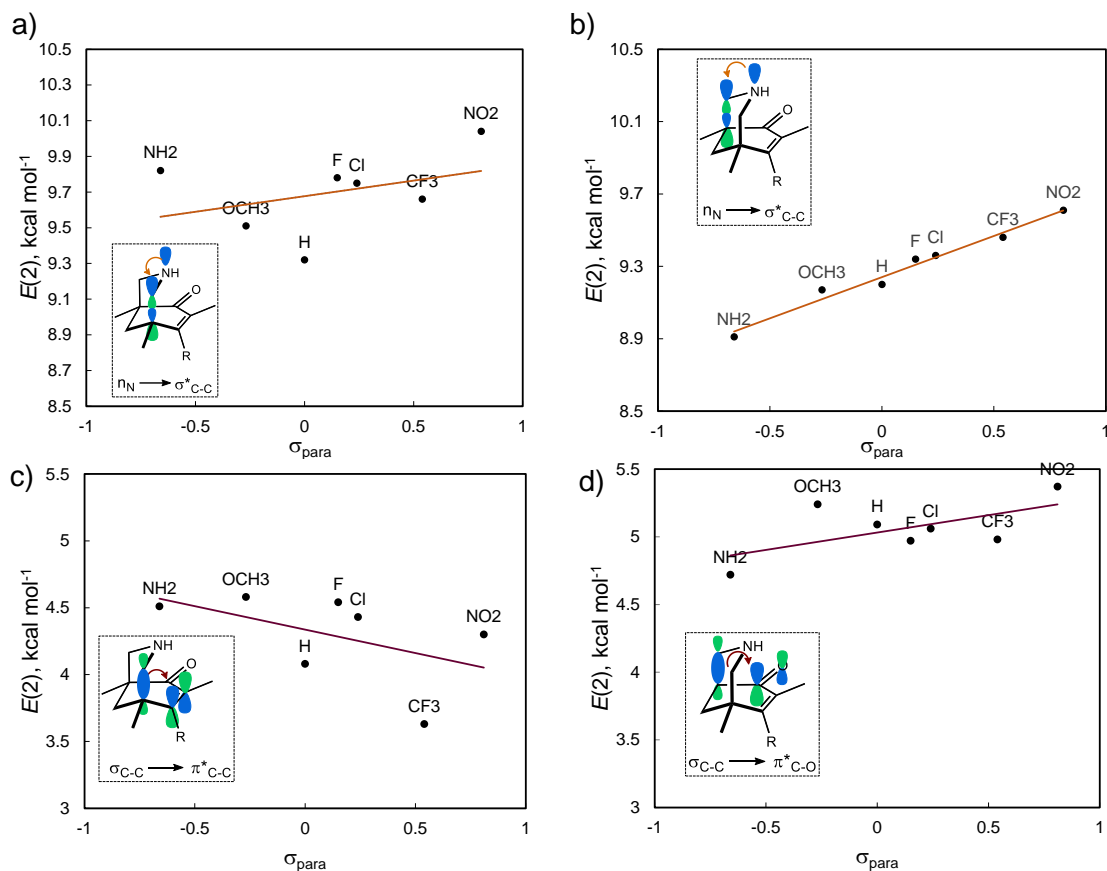 a)
E(2), kcal mol-1
10.5
10.3
10.1
9.9
9.7
9.5
9.3
9.1
8.9
8.7
8.5
NH2
OCH3
H
F
Cl
CF3
NO2
NH
O
R
nN → σ*C-C
-1
-0.5
0
0.5
1
σpara
b)
E(2), kcal mol-1
10.5
10.1
9.7
9.3
8.9
8.5
NH
O
R
nN → σ*C-C
NH2
OCH3
H
F
Cl
CF3
NO2
-1
-0.5
0
0.5
1
σpara
c)
E(2), kcal mol-1
5.5
5
4.5
4
3.5
3
NH2
OCH3
H
F
Cl
CF3
NO2
NH
O
R
σC-C → π*C-C
-1
-0.5
0
0.5
1
σpara
d)
E(2), kcal mol-1
5.5
5
4.5
4
3.5
3
NH2
OCH3
H
F
Cl
CF3
NO2
NH
O
R
σC-C → π*C-O
-1
-0.5
0
0.5
1
σpara